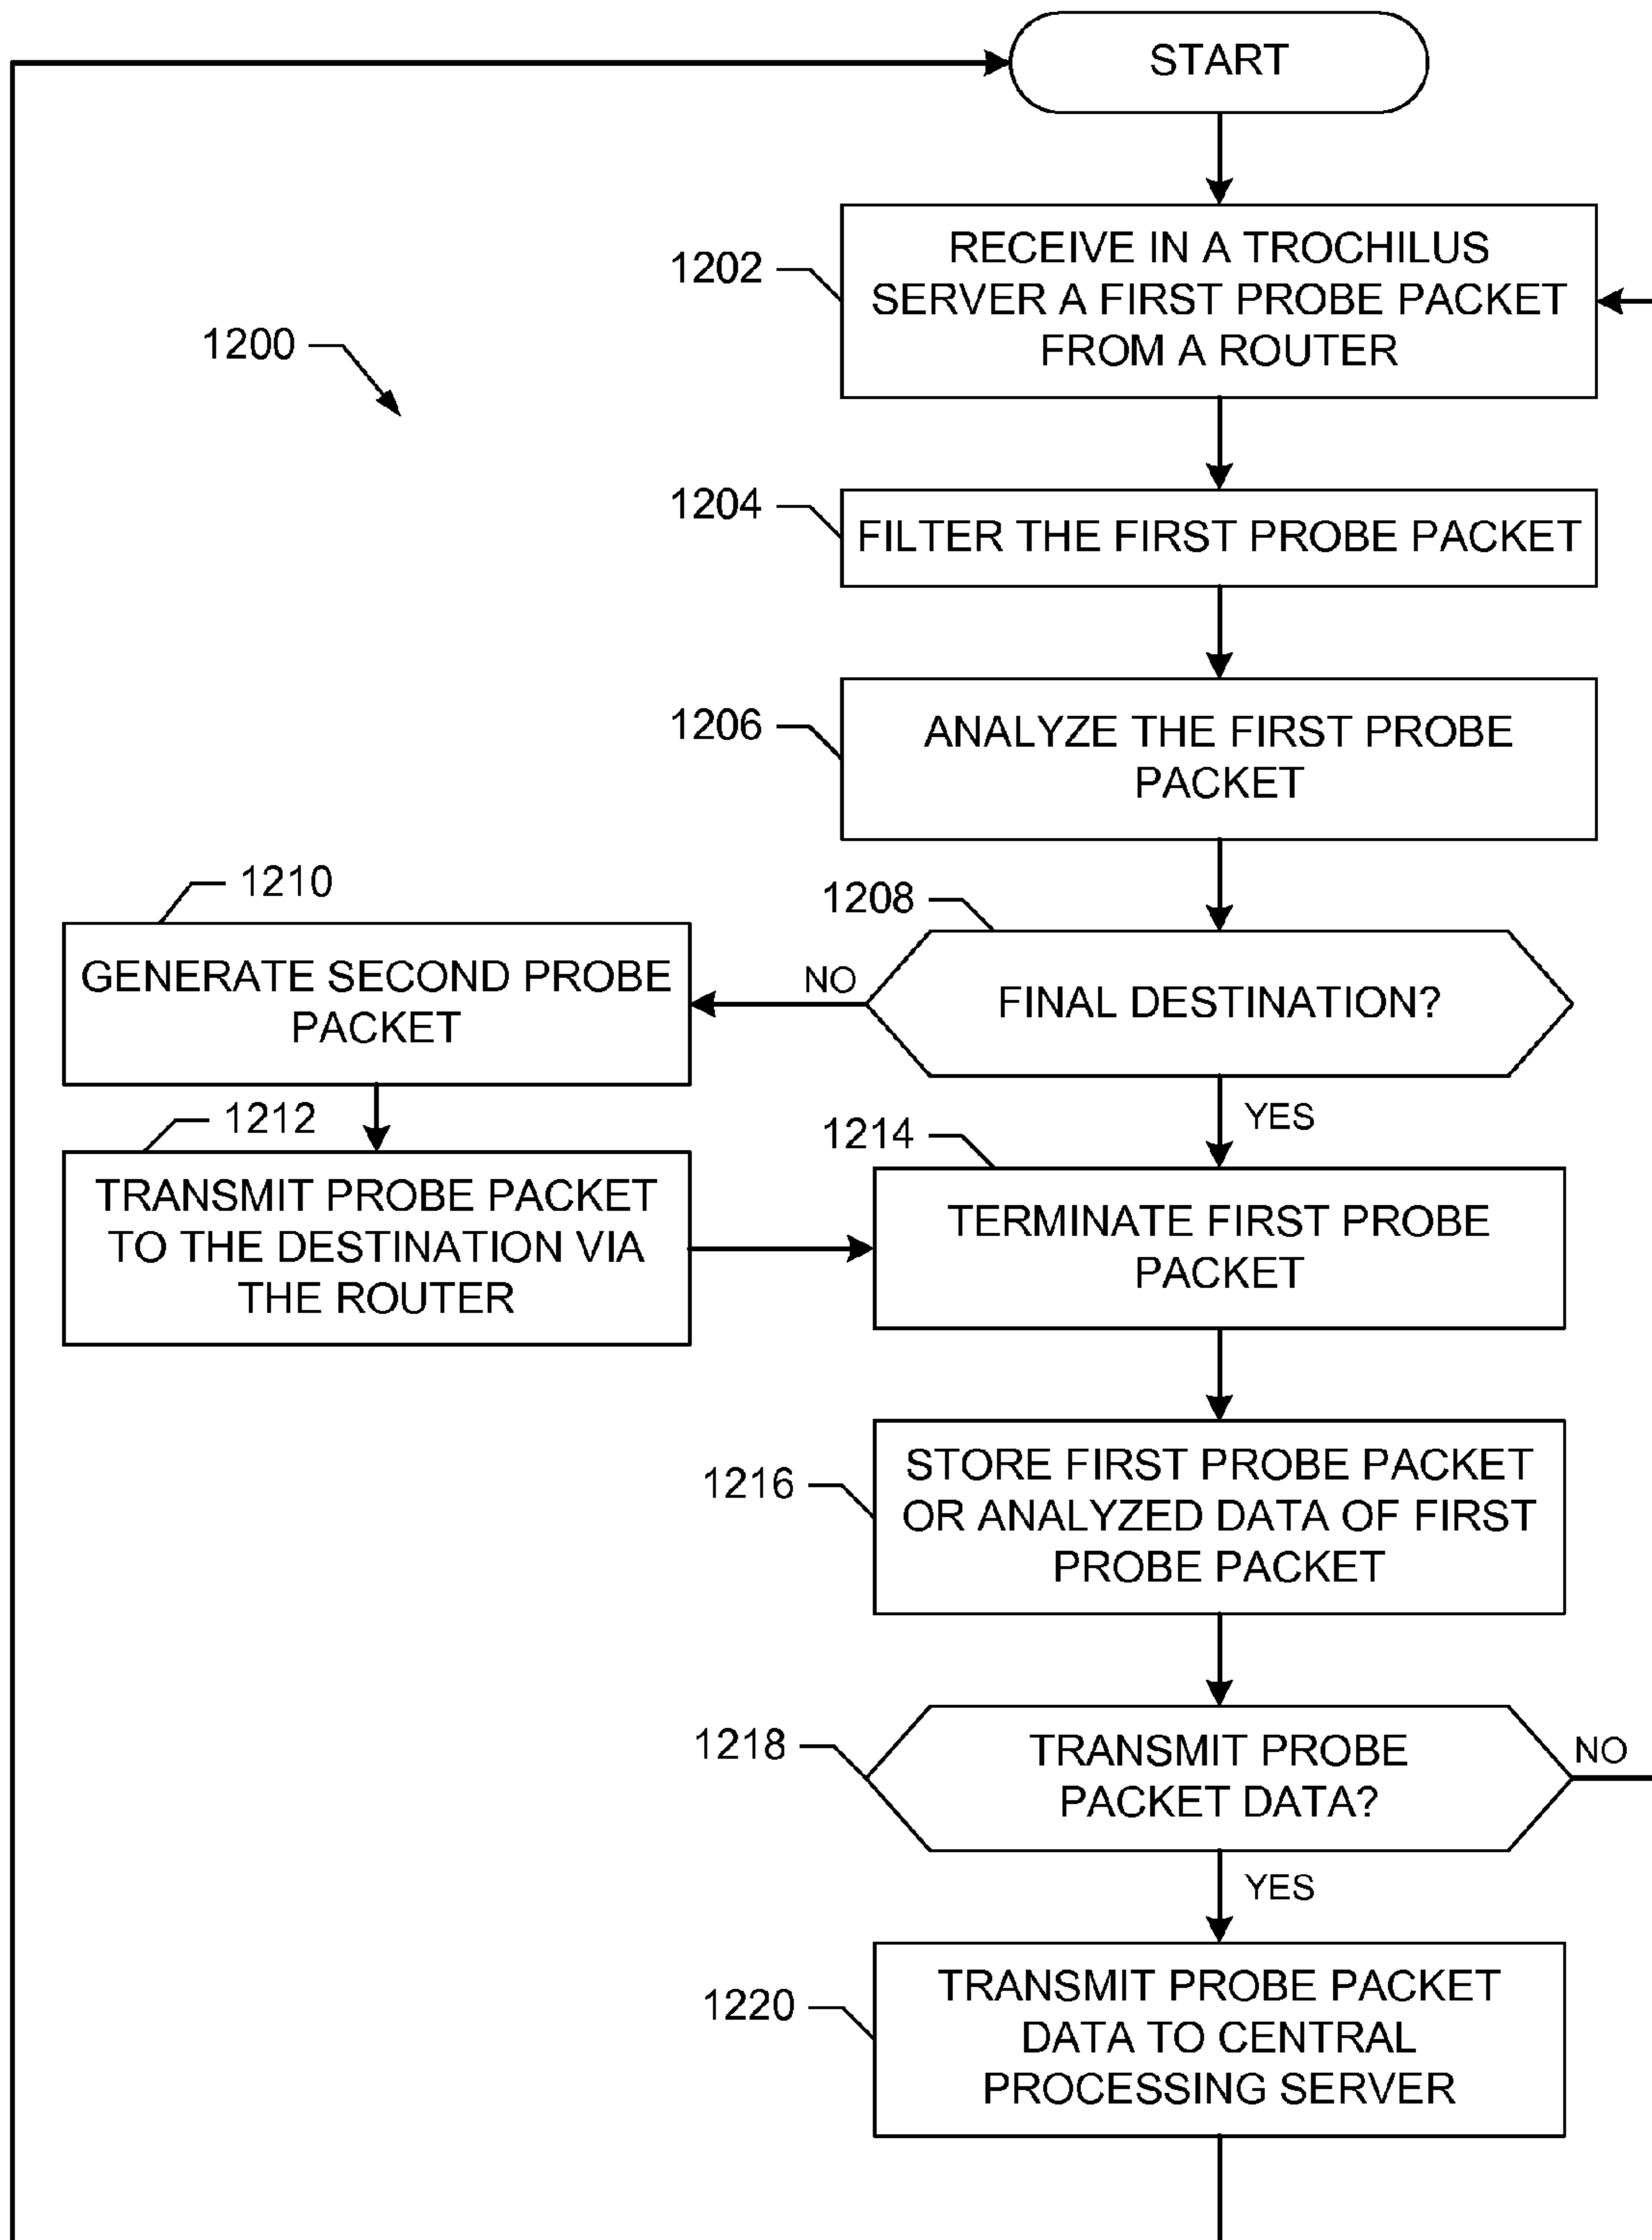 START
1202
RECEIVE IN A TROCHILUS
SERVER A FIRST PROBE PACKET
FROM A ROUTER
1200
1204
FILTER THE FIRST PROBE PACKET
1206
ANALYZE THE FIRST PROBE
PACKET
1208
FINAL DESTINATION?
NO
YES
1210
GENERATE SECOND PROBE
PACKET
1212
TRANSMIT PROBE PACKET
TO THE DESTINATION VIA
THE ROUTER
1214
TERMINATE FIRST PROBE
PACKET
1216
STORE FIRST PROBE PACKET
OR ANALYZED DATA OF FIRST
PROBE PACKET
1218
TRANSMIT PROBE
PACKET DATA?
NO
YES
1220
TRANSMIT PROBE PACKET
DATA TO CENTRAL
PROCESSING SERVER